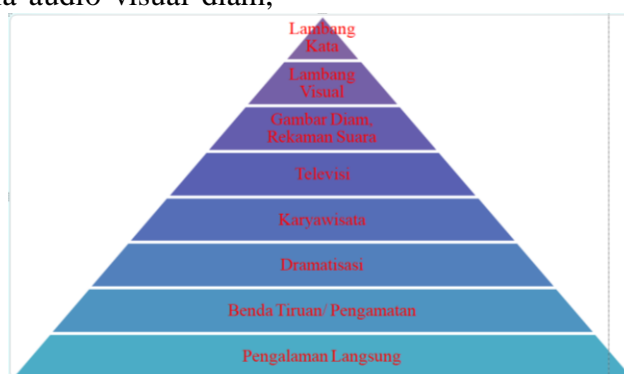 audio visual diam,
Lambang
Kata
Lambang
Visual
Gambar Diam,
Rekaman Suara
Televisi
Karyawisata
Dramatisasi
Benda Tiruan/ Pengamatan
Pengalaman Langsung